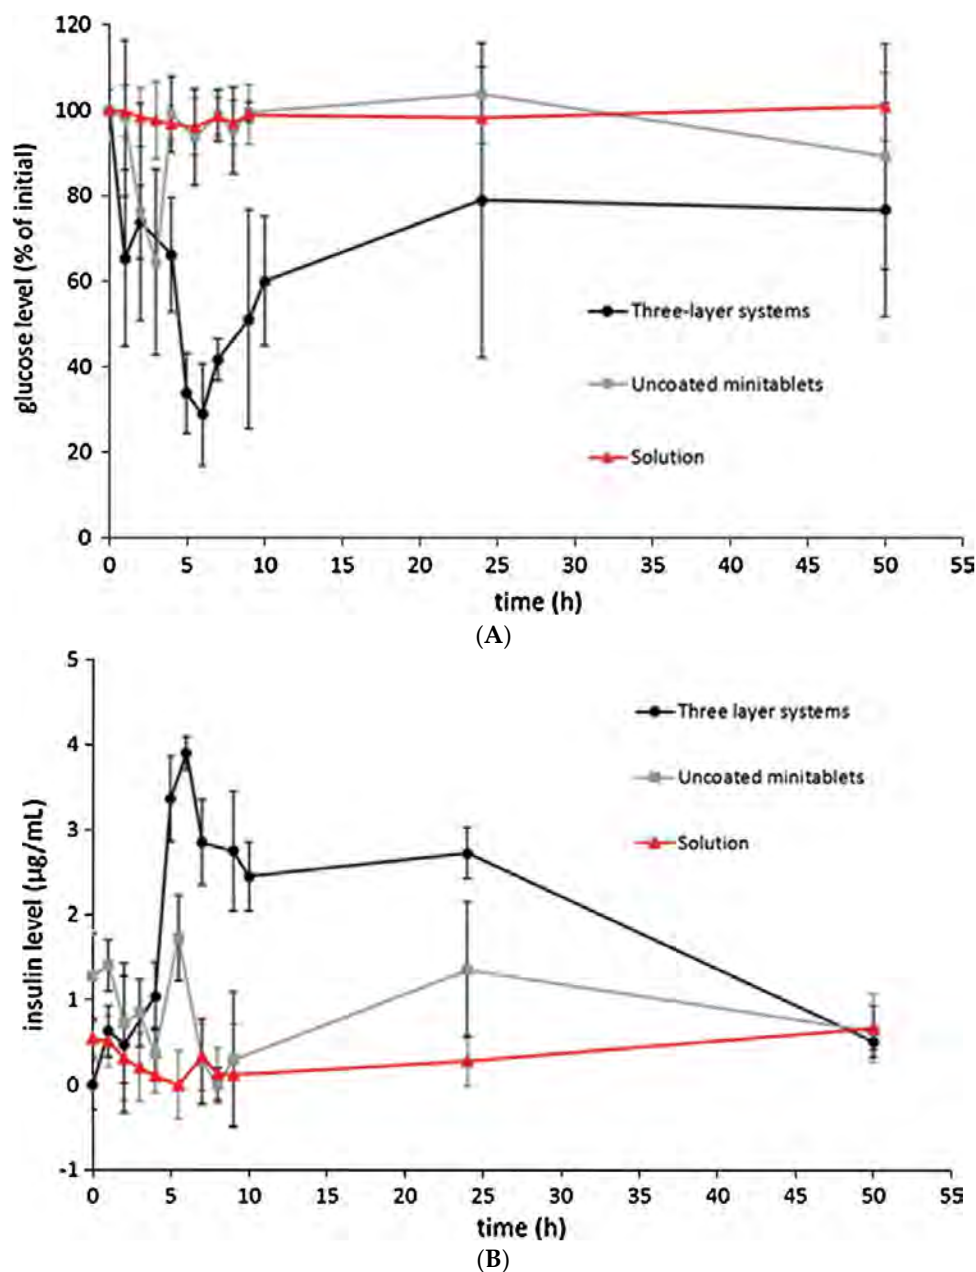 120
100
80
60
40
20
0
glucose level (% of initial)
Three-layer systems
Uncoated minitablets
Solution
0 5 10 15 20 25 30 35 40 45 50 55
time (h)
(A)
5
4
3
2
1
0
-1
insulin level (µg/mL)
Three layer systems
Uncoated minitablets
Solution
0 5 10 15 20 25 30 35 40 45 50 55
time (h)
(B)